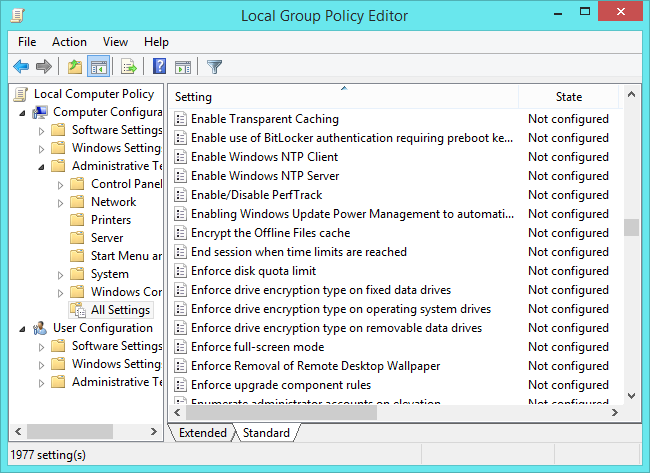 Local Group Policy Editor
File Action View Help
Local Computer Policy
Computer Configura
Software Settings
Windows Setting
Administrative Te
Control Pane
Network
Printers
Server
Start Menu ar
System
Windows Cor
All Settings
User Configuration
Software Settings
Windows Setting
Administrative Te
Setting State
Enable Transparent Caching Not configured
Enable use of BitLocker authentication requiring preboot ke... Not configured
Enable Windows NTP Client Not configured
Enable Windows NTP Server Not configured
Enable/Disable PerfTrack Not configured
Enabling Windows Update Power Management to automati... Not configured
Encrypt the Offline Files cache Not configured
End session when time limits are reached Not configured
Enforce disk quota limit Not configured
Enforce drive encryption type on fixed data drives Not configured
Enforce drive encryption type on operating system drives Not configured
Enforce drive encryption type on removable data drives Not configured
Enforce full-screen mode Not configured
Enforce Removal of Remote Desktop Wallpaper Not configured
Enforce upgrade component rules Not configured
Enumerate administrator accounts on elevation Not configured
Extended Standard
1977 setting(s)